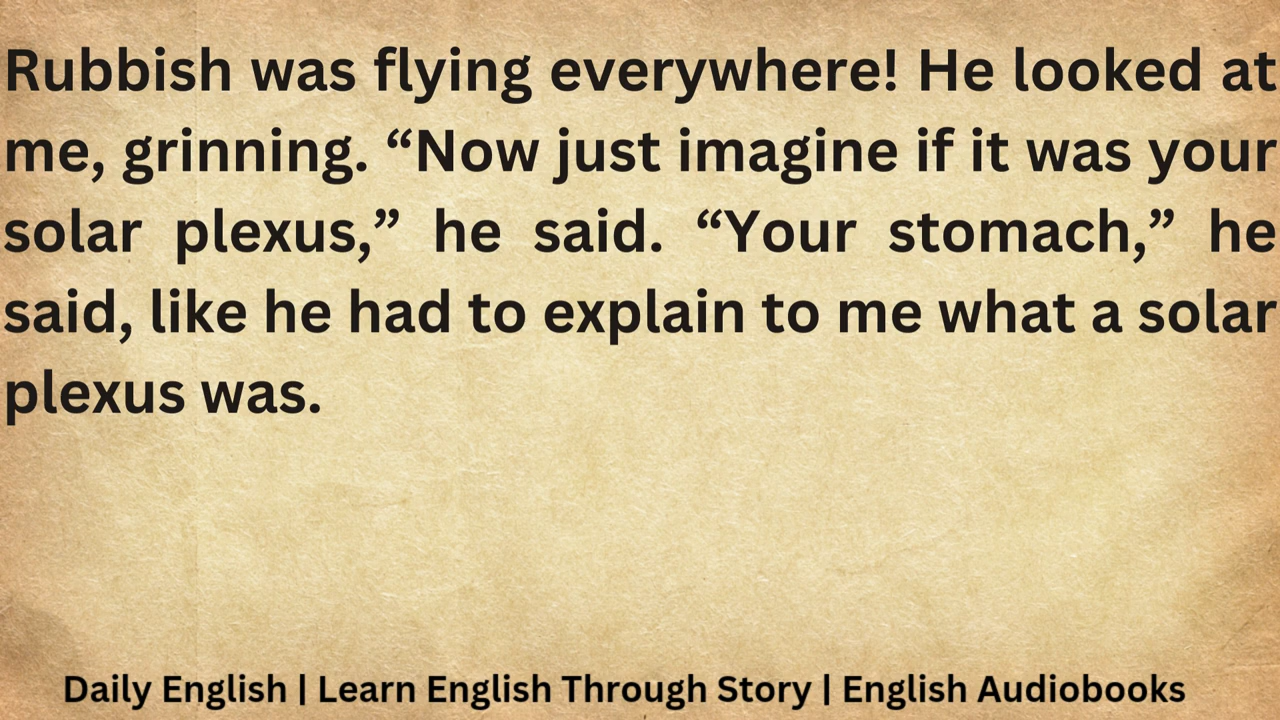 Rubbish was flying everywhere! He looked at
me, grinning. “Now just imagine if it was your
solar plexus,” he said. “Your stomach,” he
said, like he had to explain to me what a solar
plexus was.
Daily English | Learn English Through Story | English Audiobooks